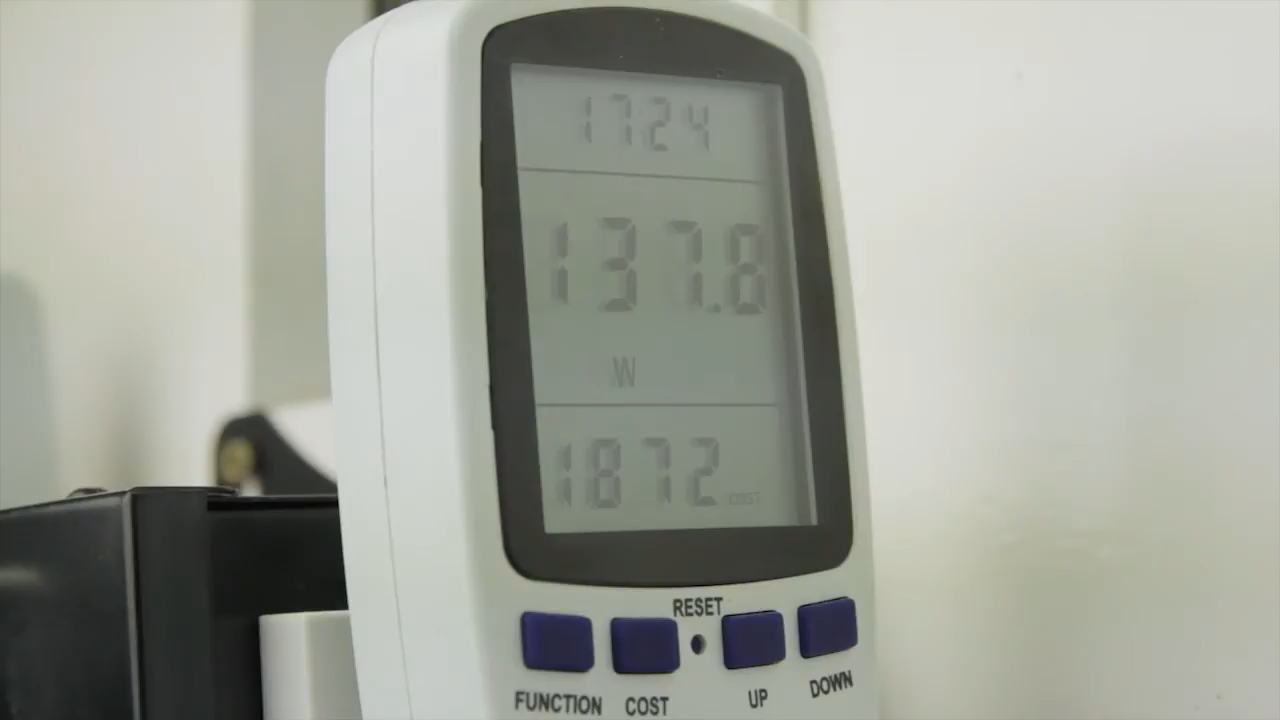 1724
137.8
W
1872 COST
RESET
FUNCTION COST UP DOWN